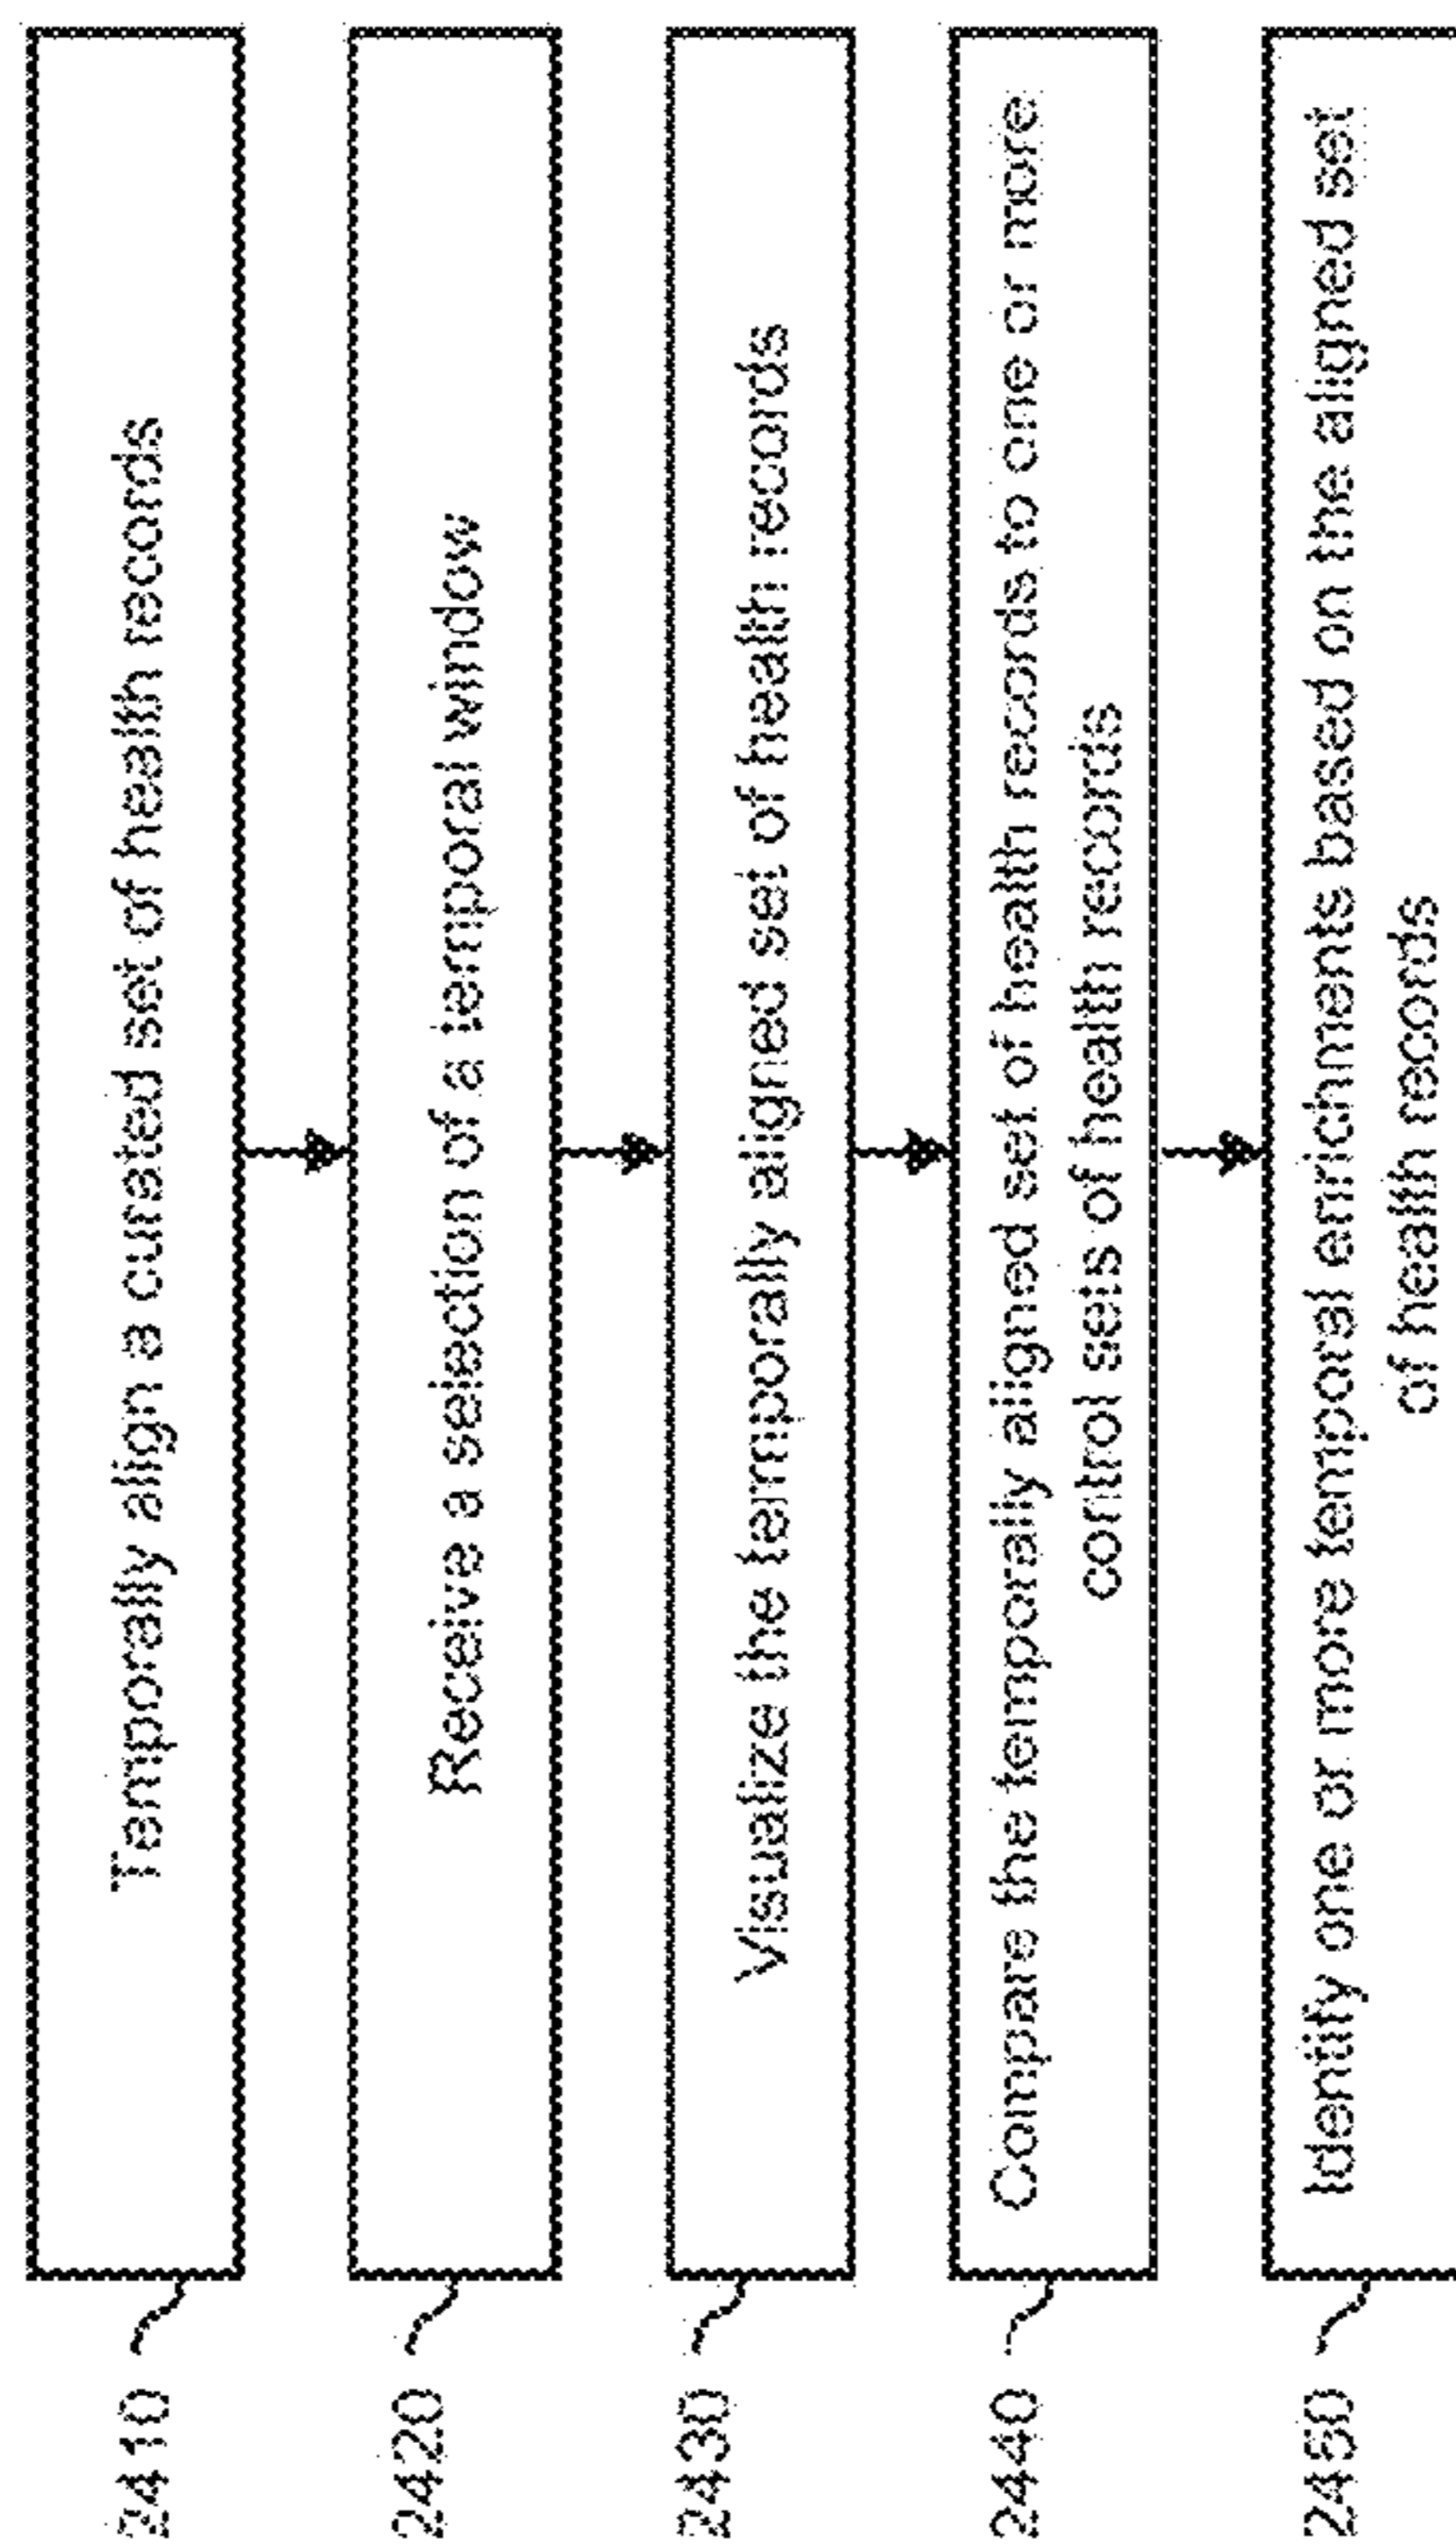 2410
Temporally align a curated set of health records
2420
Receive a selection of a temporal window
2430
Visualize the temporally aligned set of health records
2440
Compare the temporally aligned set of health records to one or more
control sets of health records
2450
Identify one or more temporal enrichments based on the aligned set
of health records